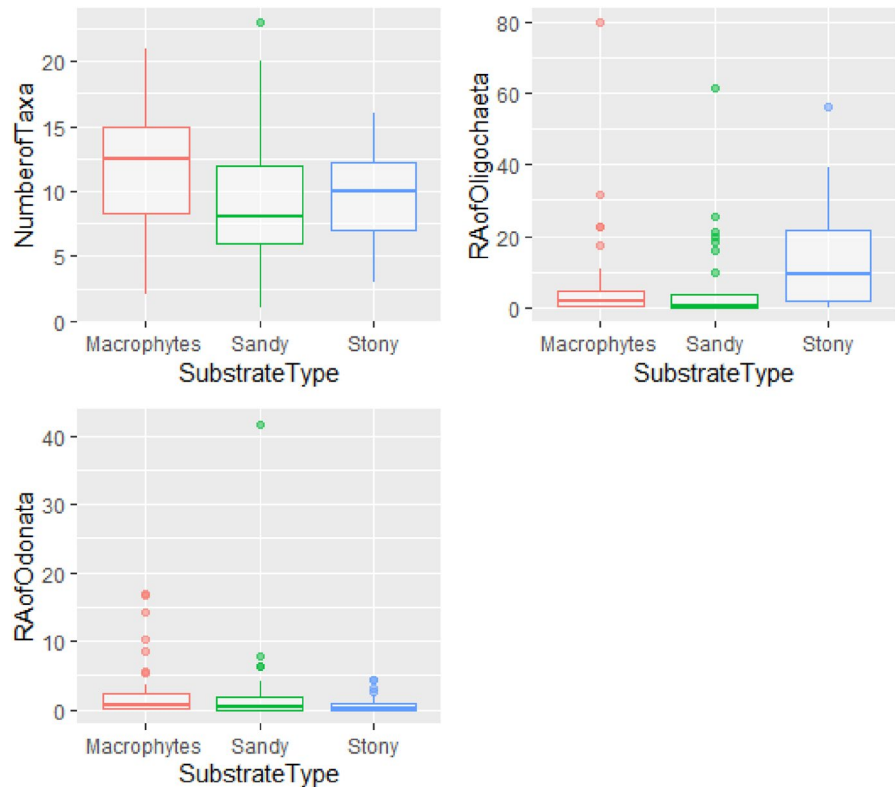 NumberofTaxa
20
15
10
5
0
Macrophytes Sandy Stony
SubstrateType
RAofOligochaeta
80
60
40
20
0
Macrophytes Sandy Stony
SubstrateType
RAofOdonata
40
30
20
10
0
Macrophytes Sandy Stony
SubstrateType